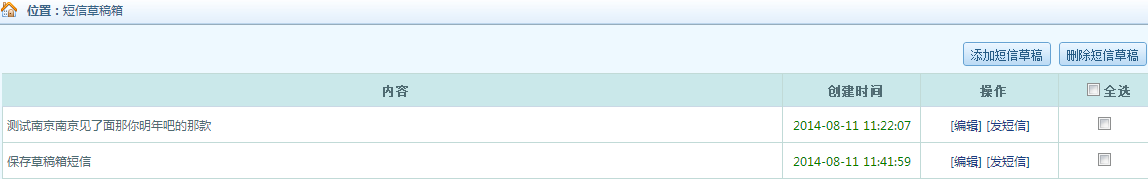 位置：短信草稿箱
添加短信草稿 删除短信草稿
内容 创建时间 操作 全选
测试南京南京见了面那你明年吧的那款 2014-08-11 11:22:07 [编辑] [发短信]
保存草稿箱短信 2014-08-11 11:41:59 [编辑] [发短信]